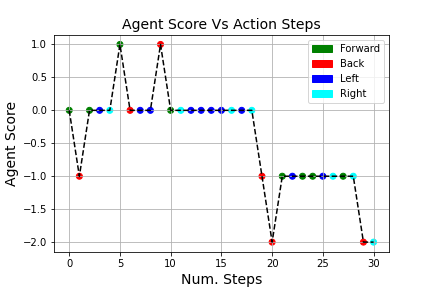 Agent Score Vs Action Steps
Agent Score
1.0
0.5
0.0
−0.5
−1.0
−1.5
−2.0
Forward
Back
Left
Right
0 5 10 15 20 25 30
Num. Steps